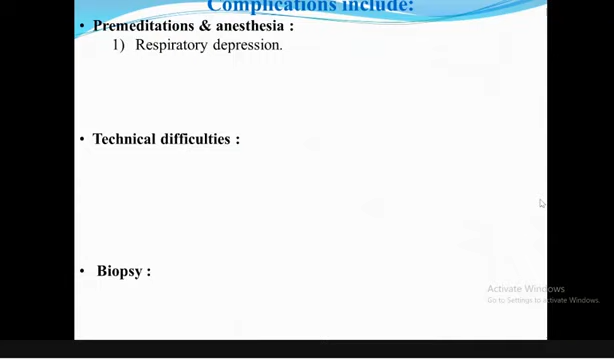 Complications include:
• Premeditations & anesthesia :
1) Respiratory depression.
• Technical difficulties :
• Biopsy :
Activate Windows
Go to Settings to activate Windows.